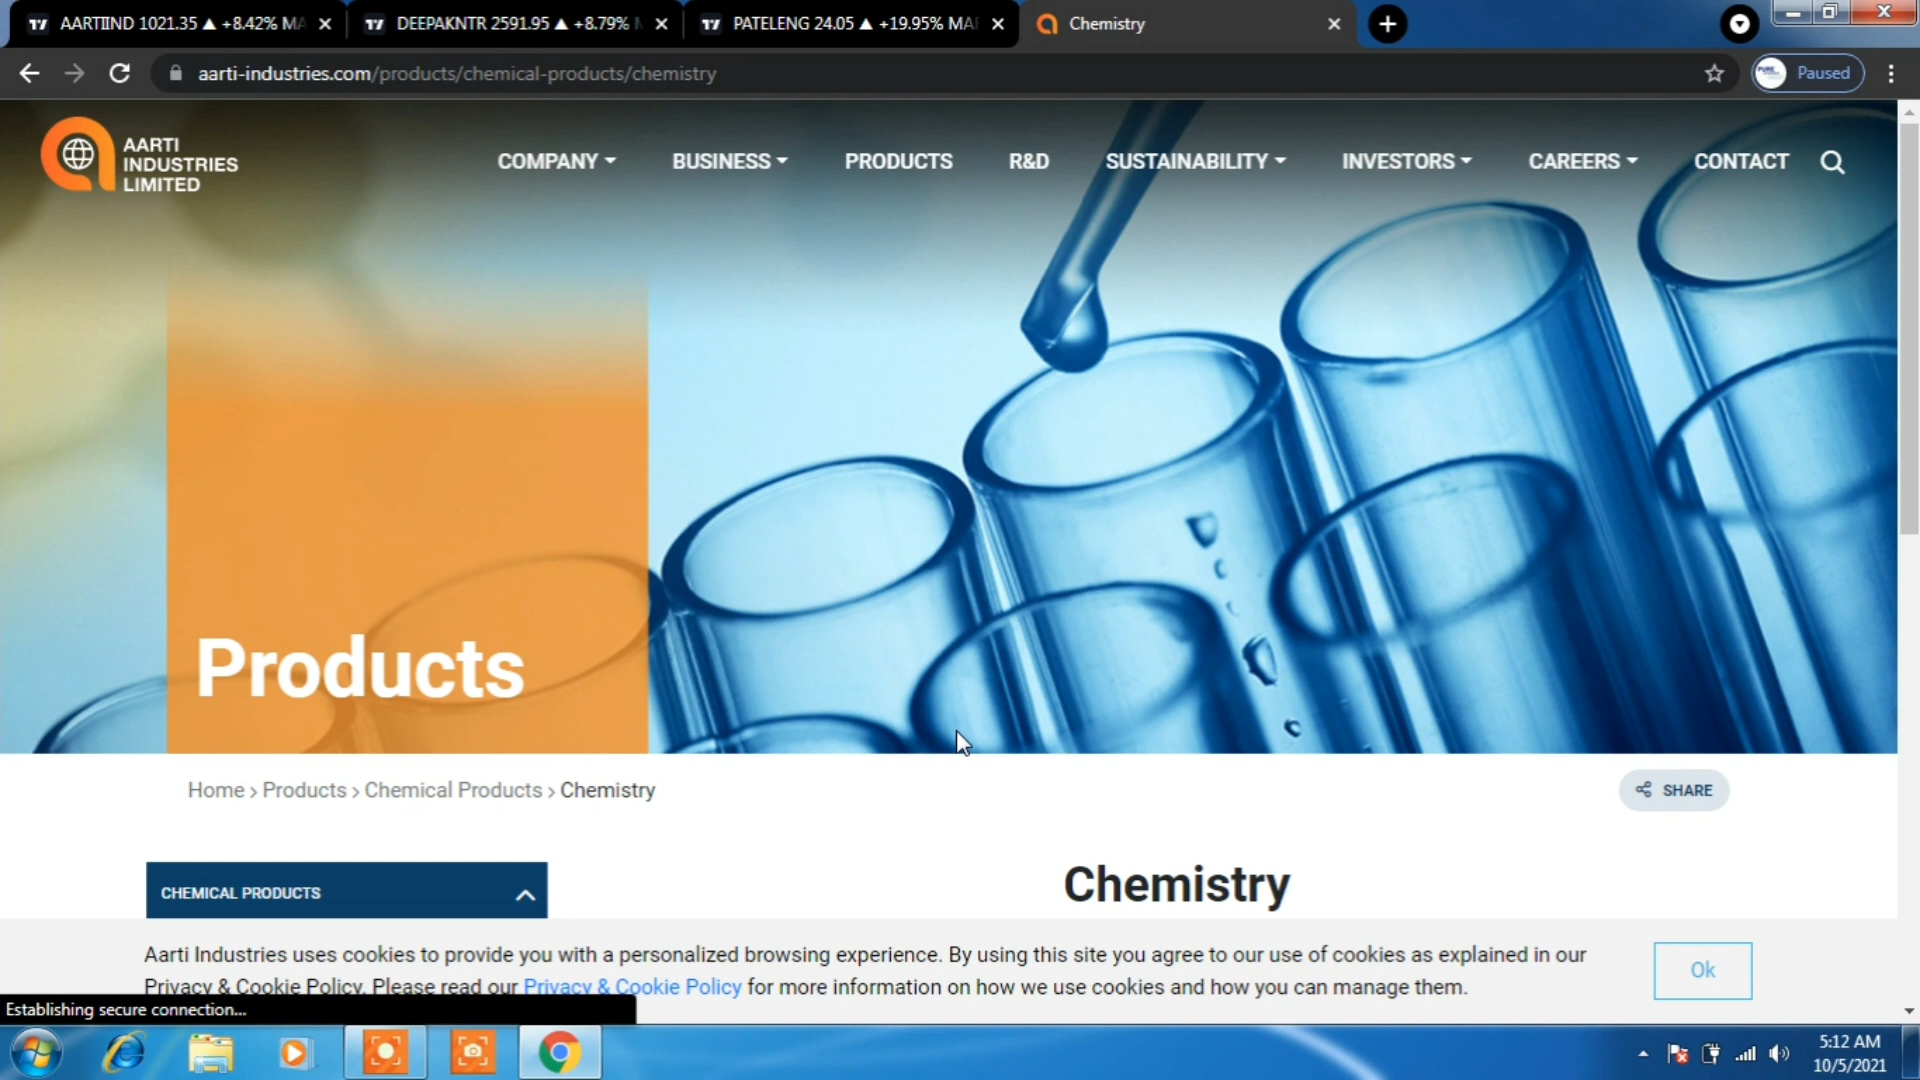 AARTIIND 1021.35 ▲ +8.42%
DEEPAKNTR 2591.95 ▲ +8.79%
PATELENG 24.05 ▲ +19.95%
Chemistry
aarti-industries.com/products/chemical-products/chemistry
Paused
AARTI
INDUSTRIES
LIMITED
COMPANY BUSINESS PRODUCTS R&D SUSTAINABILITY INVESTORS CAREERS CONTACT
Products
Home > Products > Chemical Products > Chemistry
SHARE
CHEMICAL PRODUCTS
Chemistry
Aarti Industries uses cookies to provide you with a personalized browsing experience. By using this site you agree to our use of cookies as explained in our
Privacy & Cookie Policy. Please read our Privacy & Cookie Policy for more information on how we use cookies and how you can manage them.
Ok
Establishing secure connection...
5:12 AM
10/5/2021